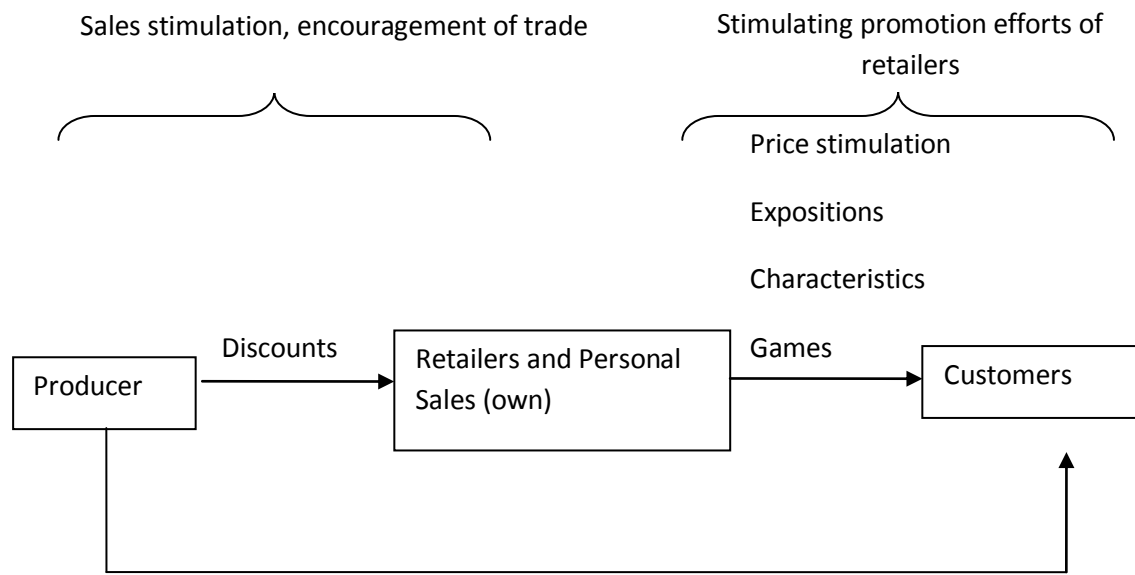 Sales stimulation, encouragement of trade
Stimulating promotion efforts of
retailers
Price stimulation
Expositions
Characteristics
Producer
Discounts
Retailers and Personal
Sales (own)
Games
Customers